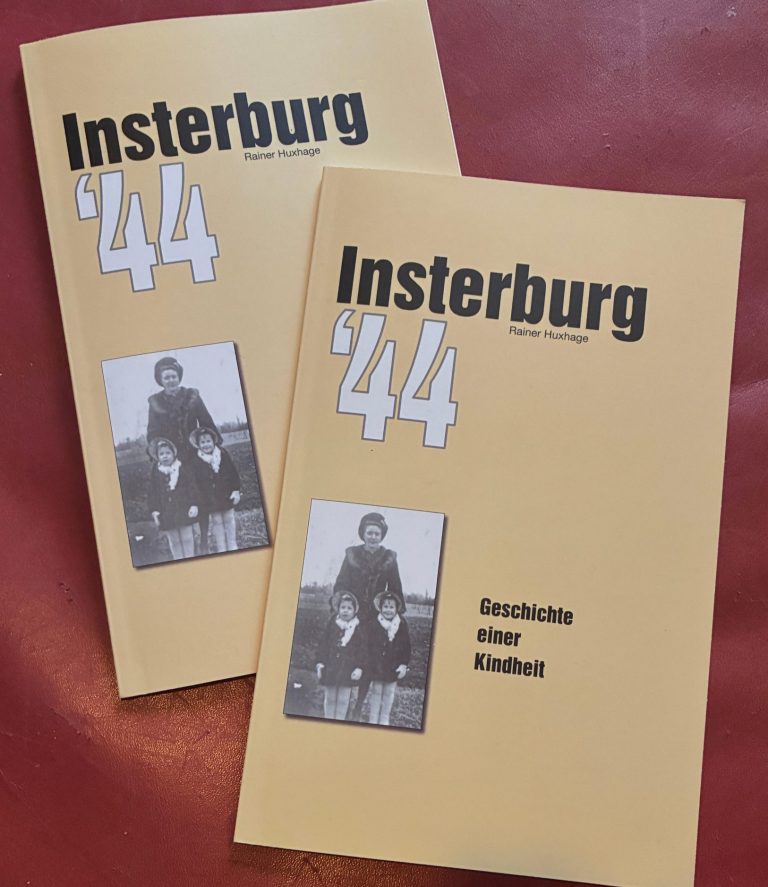 Insterburg
Rainer Huxhage
‘44
Insterburg
Rainer Huxhage
‘44
Geschichte
einer
Kindheit